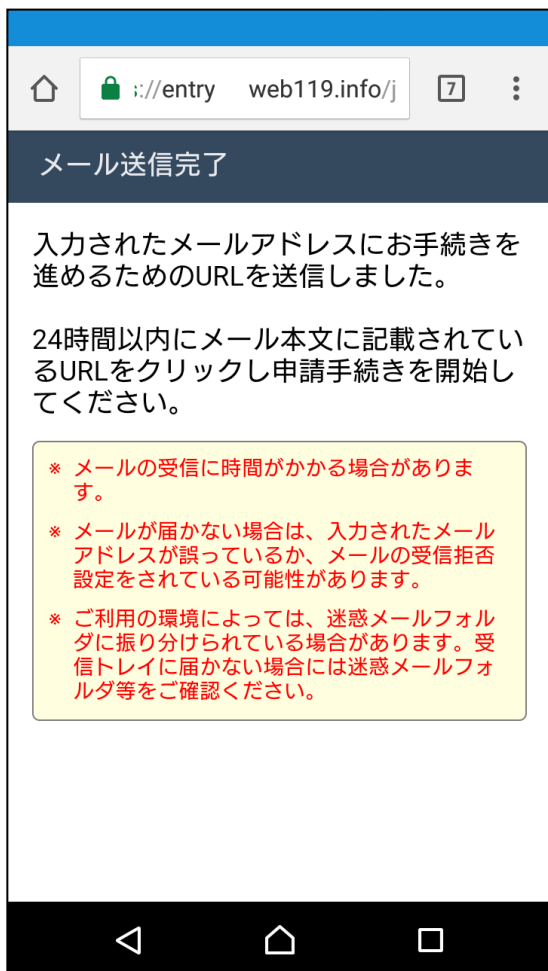 s://entry web119.info/j
7
メール送信完了
入力されたメールアドレスにお手続きを
進めるためのURLを送信しました。
24時間以内にメール本文に記載されてい
るURLをクリックし申請手続きを開始し
てください。
※ メールの受信に時間がかかる場合がありま
す。
※ メールが届かない場合は、入力されたメール
アドレスが誤っているか、メールの受信拒否
設定をされている可能性があります。
※ ご利用の環境によっては、迷惑メールフォル
ダに振り分けられている場合があります。受
信トレイに届かない場合には迷惑メールフォ
ルダ等をご確認ください。